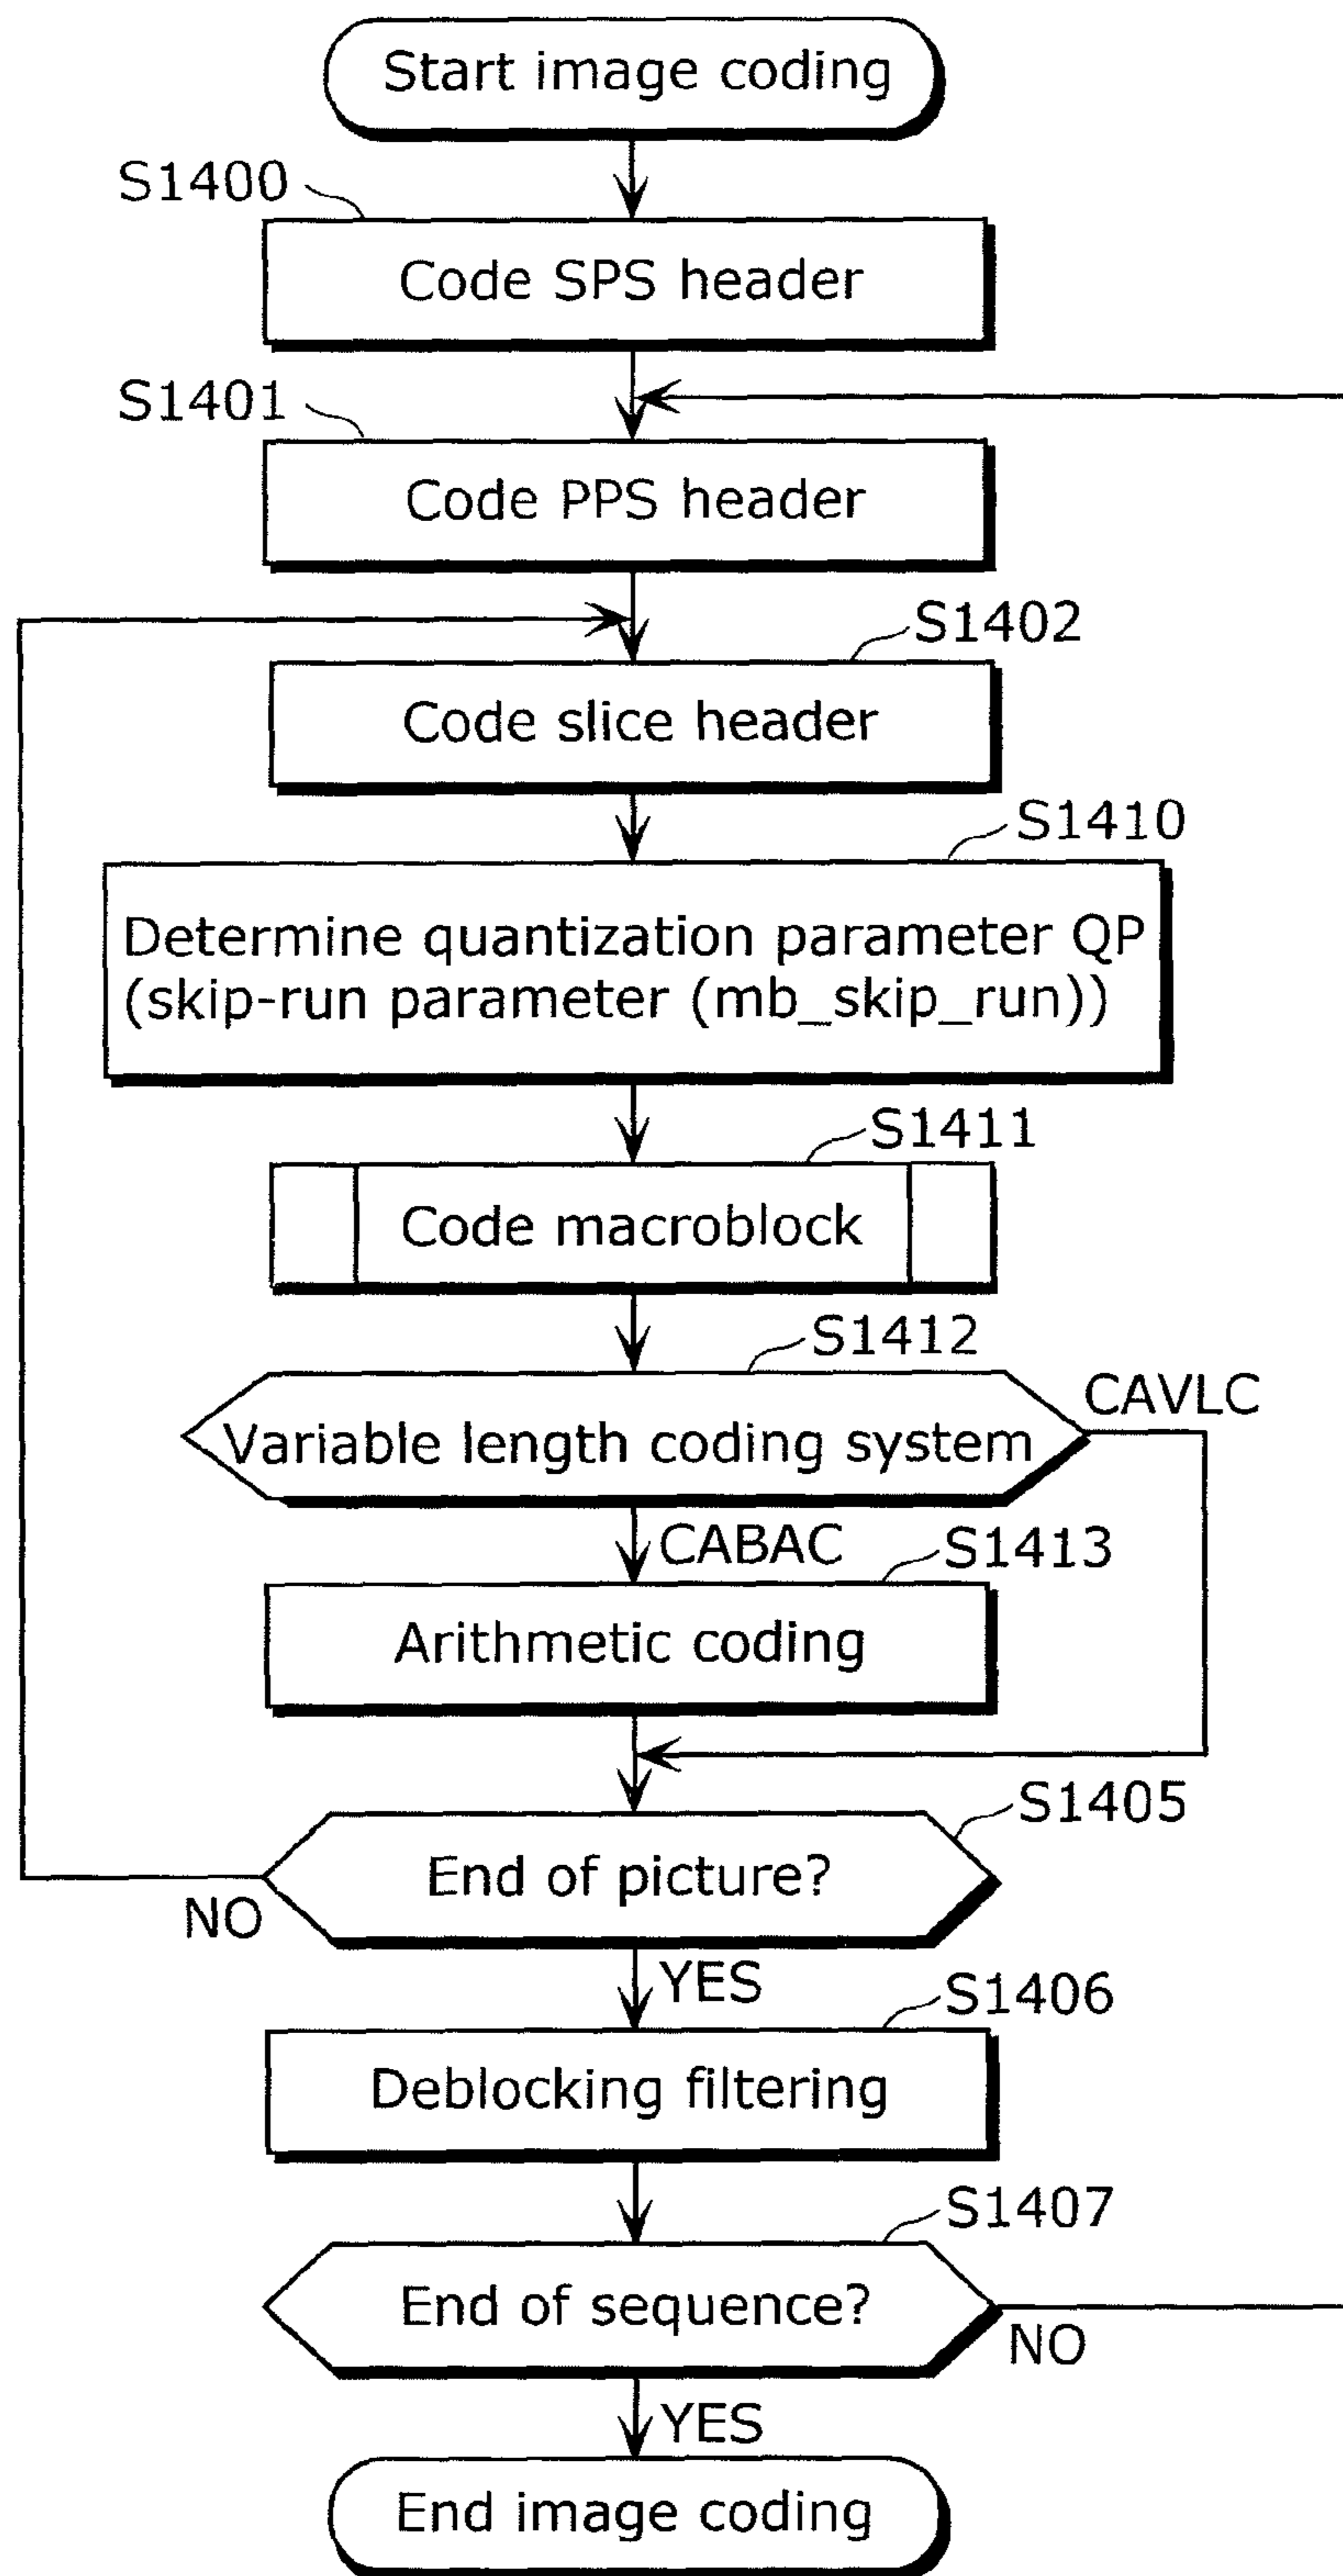 Start image coding
S1400
Code SPS header
S1401
Code PPS header
S1402
Code slice header
S1410
Determine quantization parameter QP
(skip-run parameter (mb_skip_run))
S1411
Code macroblock
S1412
CAVLC
Variable length coding system
CABAC
S1413
Arithmetic coding
S1405
End of picture?
NO
YES
S1406
Deblocking filtering
S1407
End of sequence?
NO
YES
End image coding